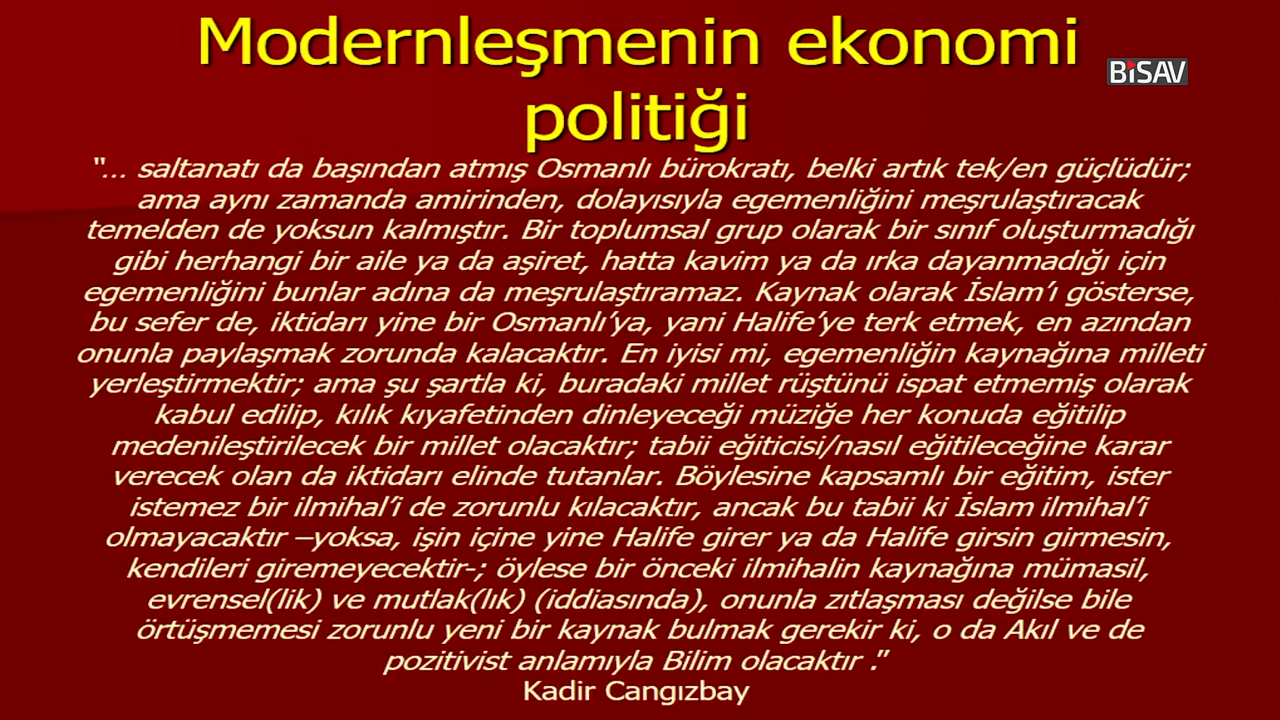 Modernleşmenin ekonomi
politiği
BİSAV
"... saltanatı da başından atmış Osmanlı bürokratı, belki artık tek/en güçlüdür;
ama aynı zamanda amirinden, dolayısıyla egemenliğini meşrulaştıracak
temelden de yoksun kalmıştır. Bir toplumsal grup olarak bir sınıf oluşturmadığı
gibi herhangi bir aile ya da aşiret, hatta kavim ya da ırka dayanmadığı için
egemenliğini bunlar adına da meşrulaştıramaz. Kaynak olarak İslam'ı gösterse,
bu sefer de, iktidarı yine bir Osmanlı'ya, yani Halife'ye terk etmek, en azından
onunla paylaşmak zorunda kalacaktır. En iyisi mi, egemenliğin kaynağına milleti
yerleştirmektir; ama şu şartla ki, buradaki millet rüştünü ispat etmemiş olarak
kabul edilip, kılık kıyafetinden dinleyeceği müziğe her konuda eğitilip
medenileştirilecek bir millet olacaktır; tabii eğiticisi/nasıl eğitileceğine karar
verecek olan da iktidarı elinde tutanlar. Böylesine kapsamlı bir eğitim, ister
istemez bir ilmihal'i de zorunlu kılacaktır, ancak bu tabii ki İslam ilmihal'i
olmayacaktır –yoksa, işin içine yine Halife girer ya da Halife girsin girmesin,
kendileri giremeyecektir-; öylese bir önceki ilmihalin kaynağına mümasil,
evrensel(lik) ve mutlak(lık) (iddiasında), onunla zıtlaşması değilse bile
örtüşmemesi zorunlu yeni bir kaynak bulmak gerekir ki, o da Akıl ve de
pozitivist anlamıyla Bilim olacaktır ."
Kadir Cangızbay